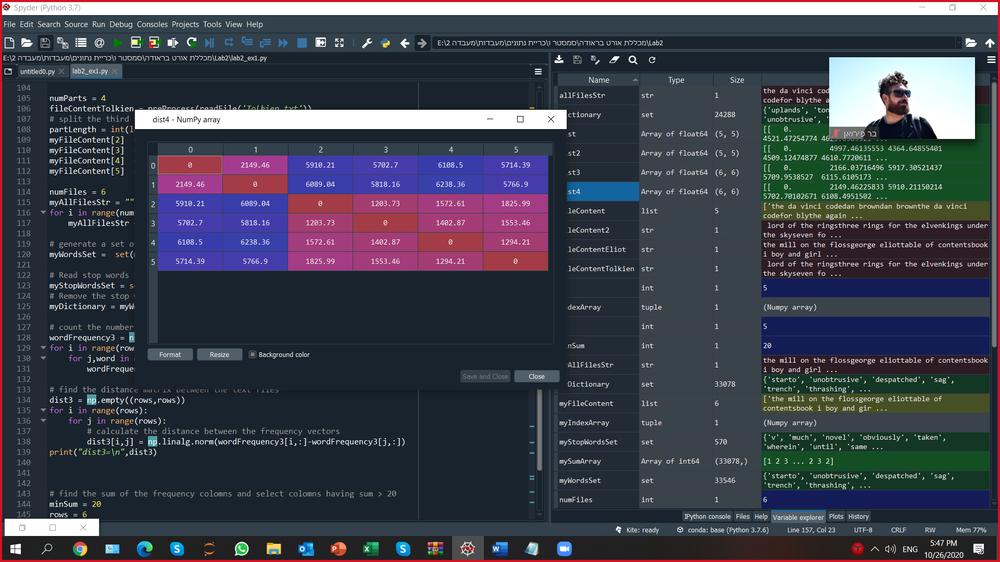 Spyder (Python 3.7)
File Edit Search Source Run Debug Consoles Projects Tools View Help
E:\מכללת אורט בראודה\סמסטר ו\כריית נתונים\מעבדות\מעבדה 2\Lab2
E:\מכללת אורט בראודה\סמסטר ו\כריית נתונים\מעבדות\מעבדה 2\Lab2\lab2_ex1.py
untitled0.py lab2_ex1.py
104
105 numParts = 4
106 fileContentTolkien = preProcess(readFile('Tolkien.txt'))
107 # split the third
108 partLength = int(l
109 myFileContent[2] =
110 myFileContent[3] =
111 myFileContent[4] =
112 myFileContent[5] =
113
114 numFiles = 6
115 myAllFilesStr = ""
116 for i in range(num
117 myAllFilesStr
118
119 # generate a set o
120 myWordsSet = set(
121
122 # Read stop words
123 myStopWordsSet = s
124 # Remove the stop
125 myDictionary = myW
126
127 # count the number
128 wordFrequency3 = n
129 for i in range(row
130 for j,word in
131 wordFrequen
132
133 # find the distance matrix between the text files
134 dist3 = np.empty((rows,rows))
135 for i in range(rows):
136 for j in range(rows):
137 # calculate the distance between the frequency vectors
138 dist3[i,j] = np.linalg.norm(wordFrequency3[i,:]-wordFrequency3[j,:])
139 print("dist3=\n",dist3)
140
141
142
143 # find the sum of the frequency colomns and select colomns having sum > 20
144 minSum = 20
145 rows = 6
dist4 - NumPy array
0 1 2 3 4 5
0 0 2149.46 5910.21 5702.7 6108.5 5714.39
1 2149.46 0 6089.04 5818.16 6238.36 5766.9
2 5910.21 6089.04 0 1203.73 1572.61 1825.99
3 5702.7 5818.16 1203.73 0 1402.87 1553.46
4 6108.5 6238.36 1572.61 1402.87 0 1294.21
5 5714.39 5766.9 1825.99 1553.46 1294.21 0
Format Resize Background color
Save and Close Close
Name Type Size
allFilesStr str 1 the da vinci cod
codefor blythe a
ictionary set 24288 {'uplands', 'ton
'unobtrusive', '
st Array of float64 (5, 5) [[ 0.
4521.47254774
st2 Array of float64 (5, 5) [[ 0. 4997.46135553 4364.64855401
4509.12474877 4610.7720611 ...
st3 Array of float64 (6, 6) [[ 0. 2166.03716496 5917.30521437
5709.9538527 6115.6105173 ...
st4 Array of float64 (6, 6) [[ 0. 2149.46225833 5910.21150214
5702.70102671 6108.4951502 ...
leContent list 5 ['the da vinci codedan browndan brownthe da vinci
codefor blythe again ...
leContent2 str 1 lord of the ringsthree rings for the elvenkings under
the skyseven fo ...
leContentEliot str 1 the mill on the flossgeorge eliottable of contentsbook
i boy and girl ...
leContentTolkien str 1 lord of the ringsthree rings for the elvenkings under
the skyseven fo ...
int 1 5
dexArray tuple 1 (Numpy array)
int 1 5
nSum int 1 20
AllFilesStr str 1 the mill on the flossgeorge eliottable of contentsbook
i boy and girl ...
Dictionary set 33078 {'starto', 'unobtrusive', 'despatched', 'sag',
'trench', 'thrashing', ...
myFileContent list 6 ['the mill on the flossgeorge eliottable of
contentsbook i boy and gir ...
myIndexArray tuple 1 (Numpy array)
myStopWordsSet set 570 {'v', 'much', 'novel', 'obviously', 'taken',
'wherein', 'until', 'same ...
mySumArray Array of int64 (33078,) [1 2 3 ... 2 3 2]
myWordsSet set 33546 {'starto', 'unobtrusive', 'despatched', 'sag',
'trench', 'thrashing', ...
numFiles int 1 6
בר פירואן
IPython console Files Help Variable explorer Plots History
Kite: ready conda: base (Python 3.7.6) Line 157, Col 23 UTF-8 CRLF RW Mem 77%
ENG
5:47 PM
10/26/2020